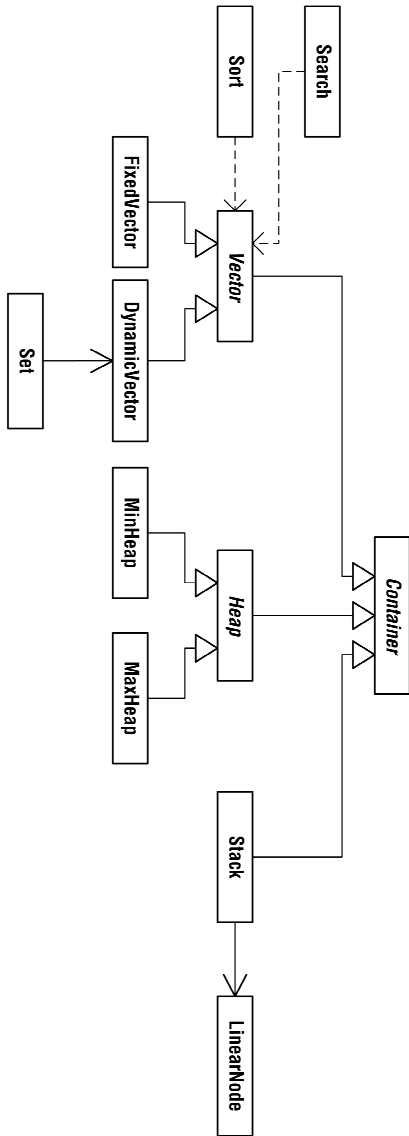 Container
Search
Sort
Vector
Heap
Stack
LinearNode
FixedVector
DynamicVector
MinHeap
MaxHeap
Set